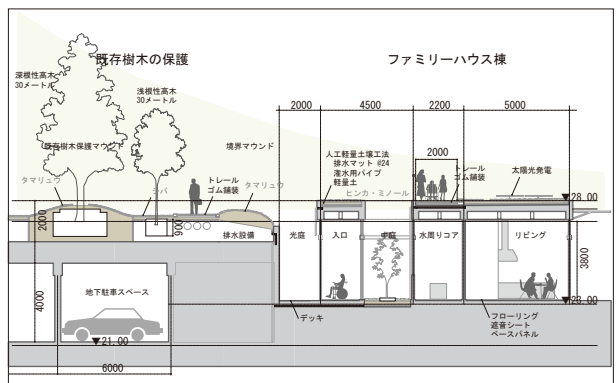 既存樹木の保護
ファミリーハウス棟
深根性高木
30メートル
浅根性高木
30メートル
2000
4500
2200
5000
既存樹木保護マウンド
境界マウンド
人工軽量土壌工法
排水マット #24
灌水用パイプ
軽量土
2000
トレール
ゴム舗装
太陽光発電
タマリュウ
シバ
トレール
ゴム舗装
タマリュウ
ヒンカ・ミノール
28.00
2000
900
排水設備
光庭
入口
中庭
水周りコア
リビング
3800
4000
地下駐車スペース
デッキ
フローリング
遮音シート
ベースパネル
21.00
6000